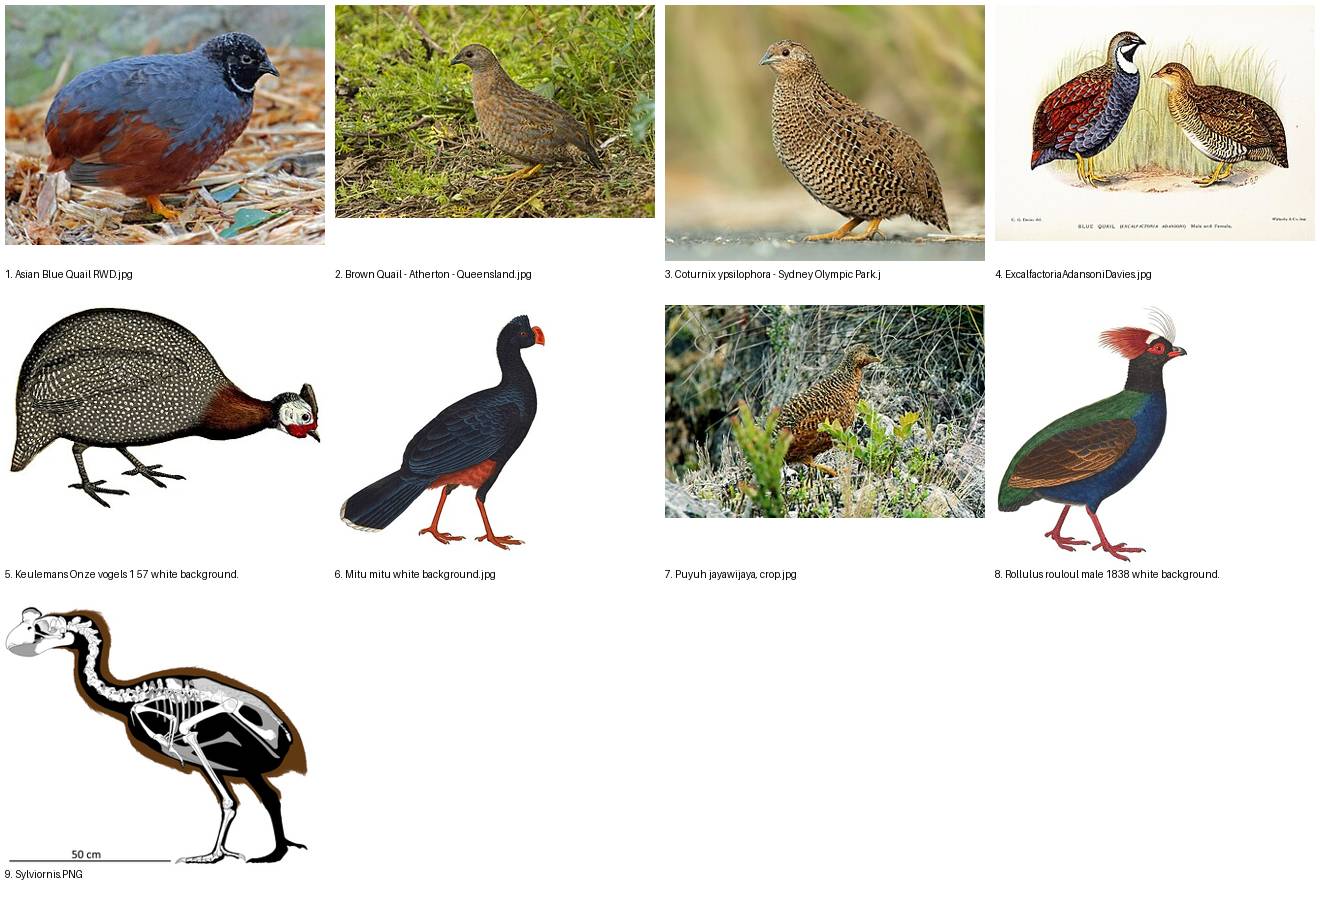 C. G. Davies del.
BLUE QUAIL (EXCALFACTORIA ADANSONI) Male and Female.
1. Asian Blue Quail RWD.jpg
2. Brown Quail - Atherton - Queensland.jpg
3. Coturnix ypsilophora - Sydney Olympic Park.j
4. ExcalfactoriaAdansoniDavies.jpg
5. Keulemans Onze vogels 1 57 white background.
6. Mitu mitu white background.jpg
7. Puyuh jayawijaya, crop.jpg
8. Rollulus rouloul male 1838 white background.
50 cm
9. Sylviornis.PNG